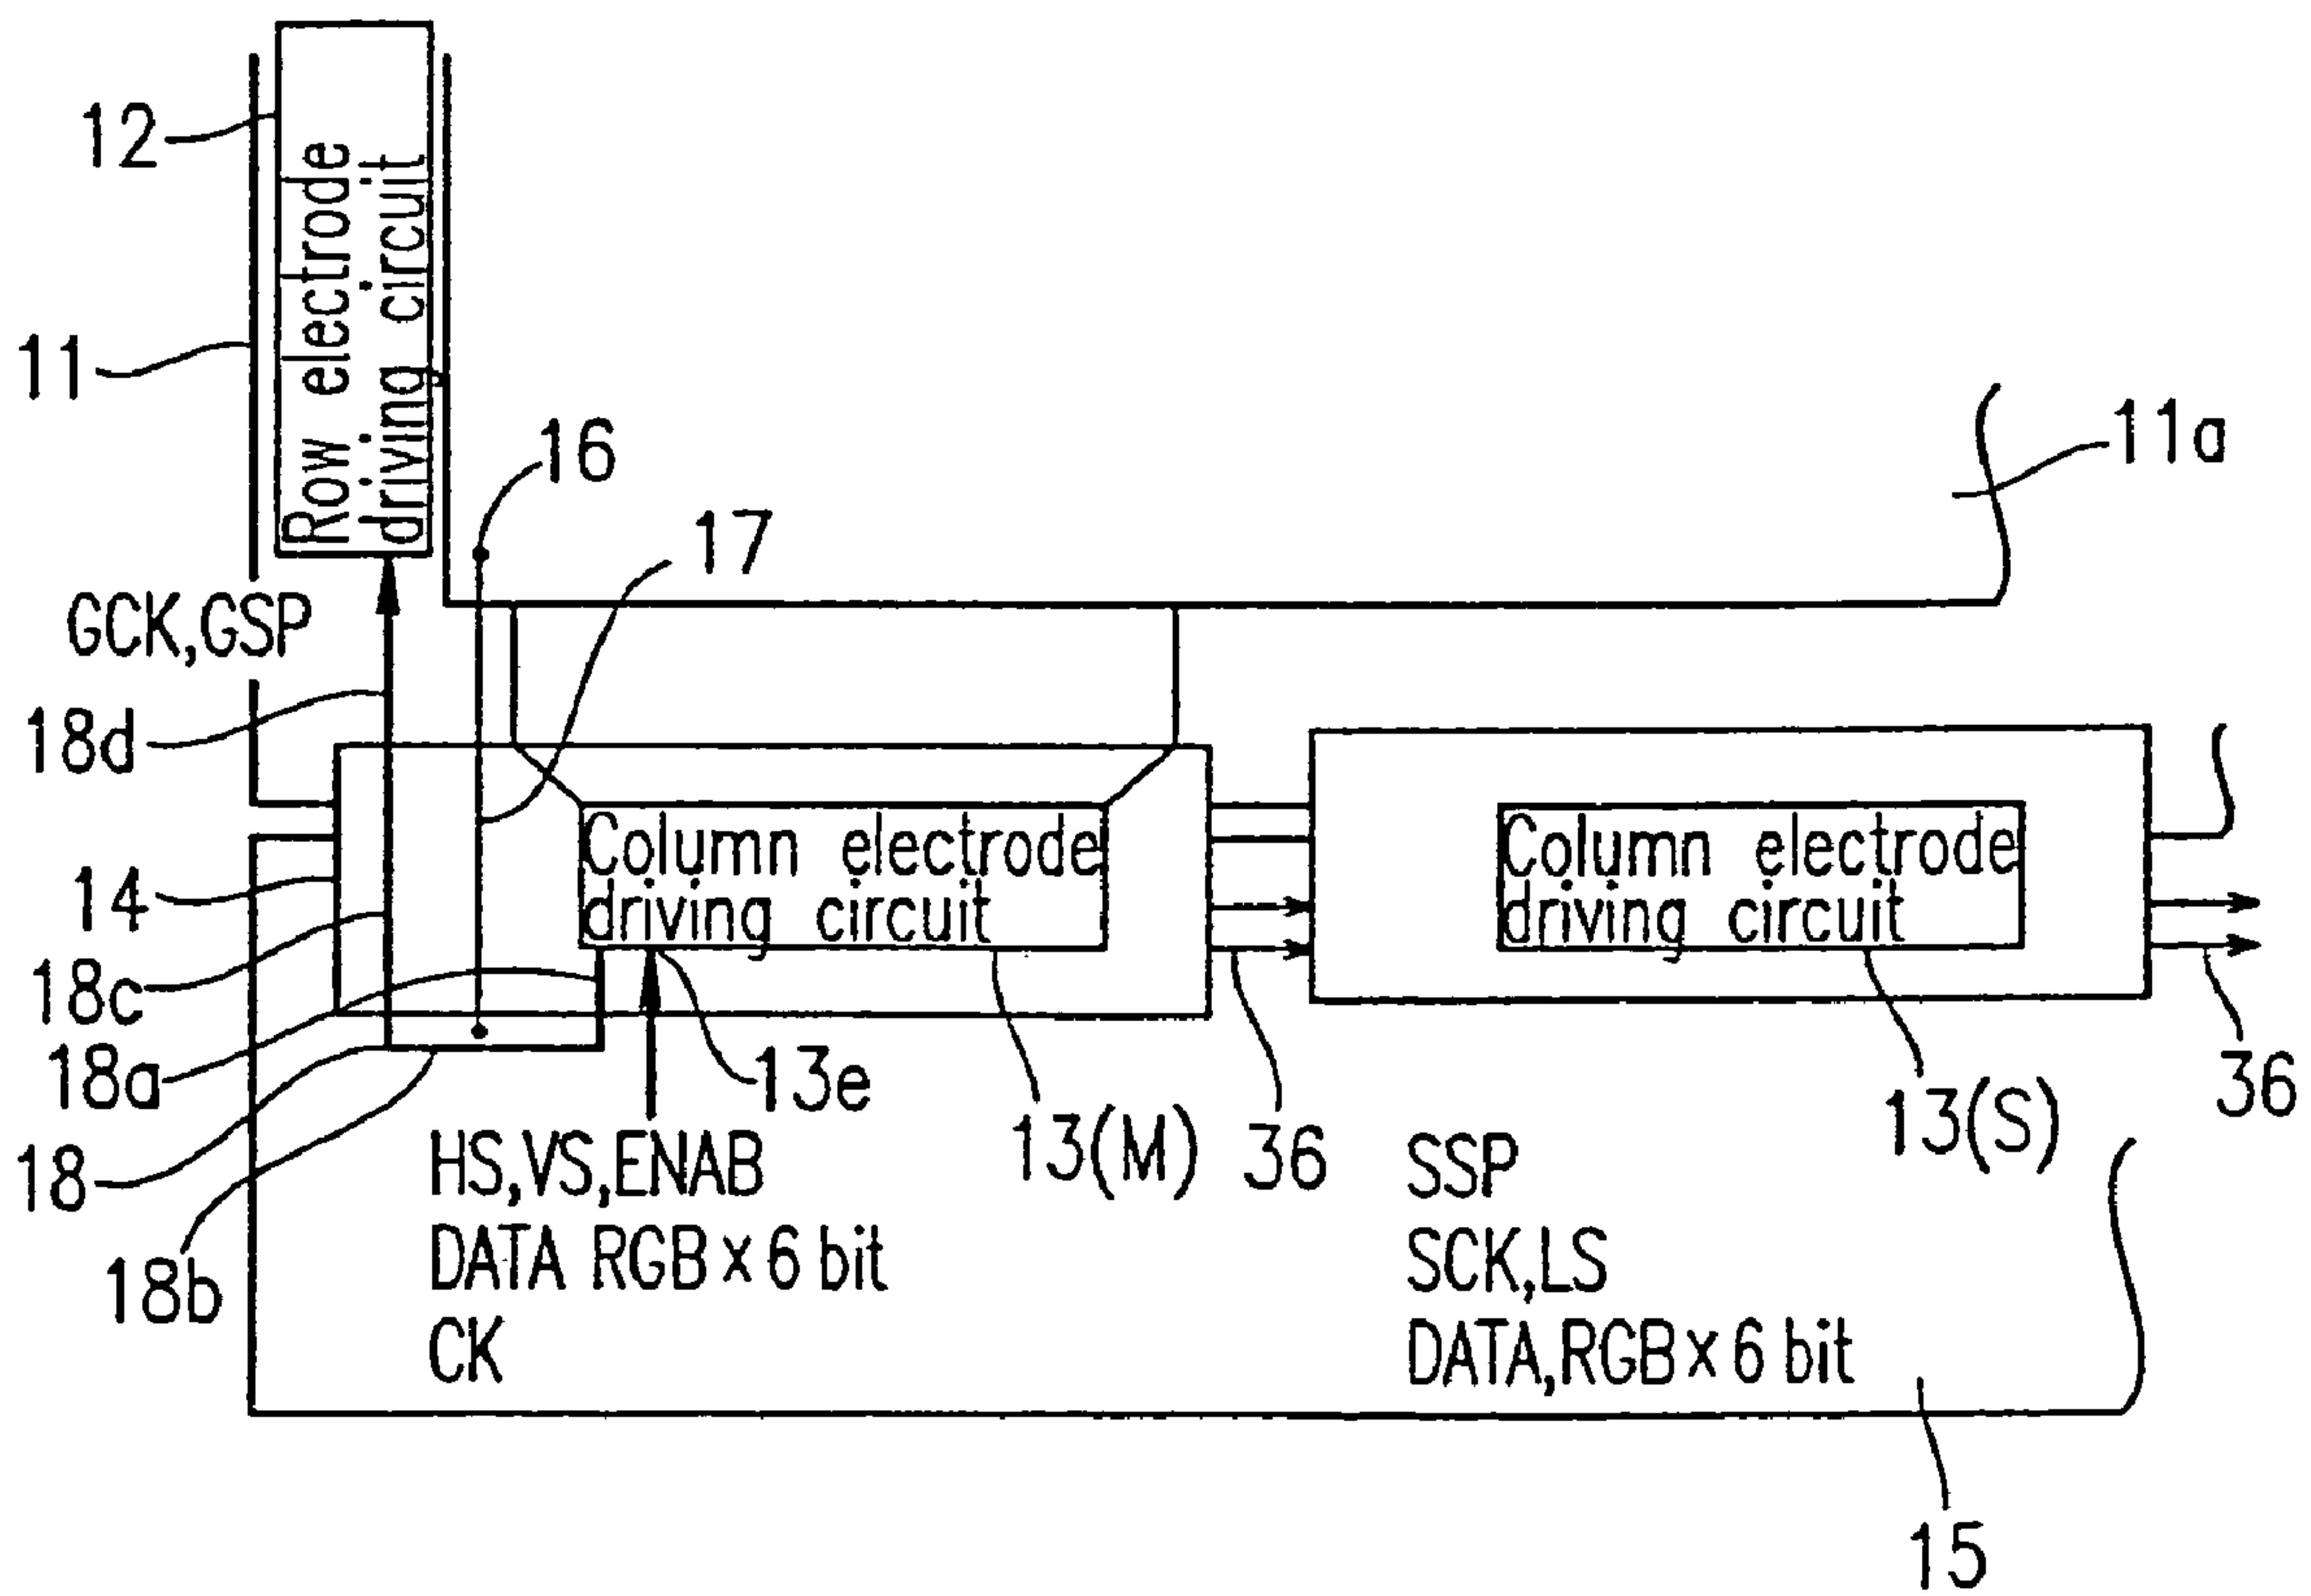 12
Row electrode
driving circuit
11
16
11a
17
GCK,GSP
18d
Column electrode
driving circuit
Column electrode
driving circuit
14
18c
18a
13e
36
13(M)
36
13(S)
18
HS,VS,ENAB
SSP
DATA RGB×6 bit
SCK,LS
18b
CK
DATA,RGB×6 bit
15